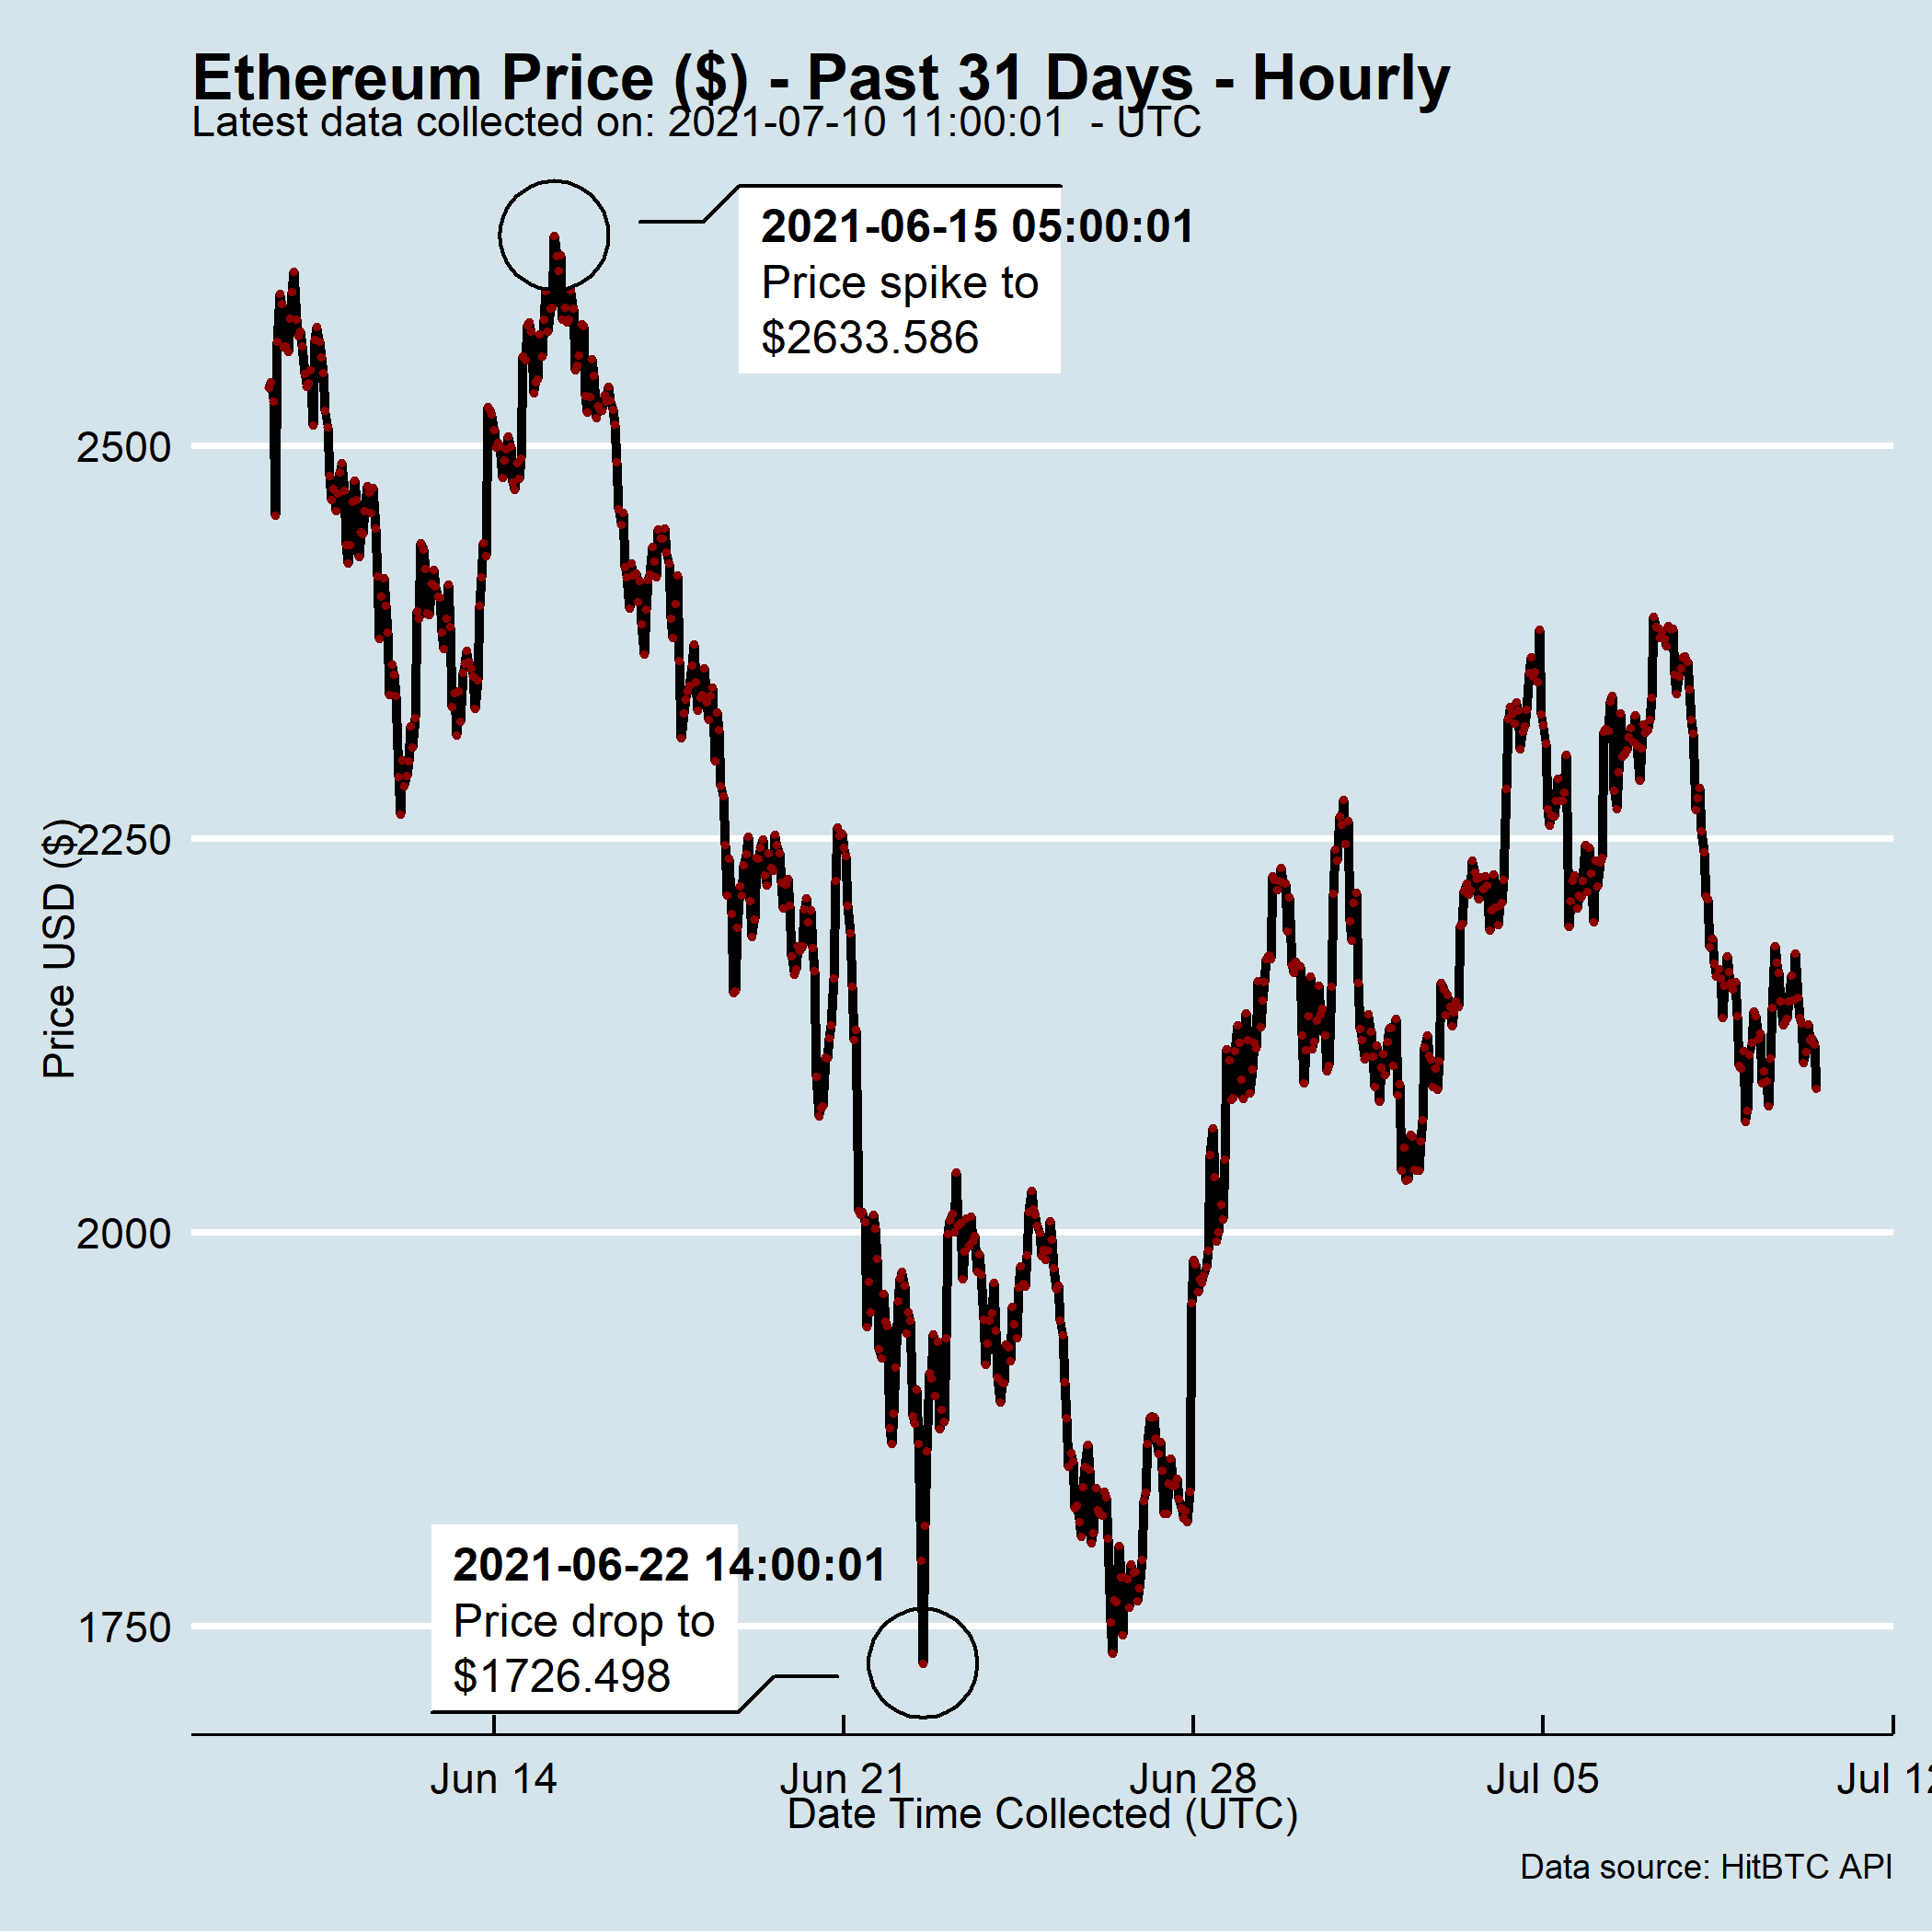 Ethereum Price ($) - Past 31 Days - Hourly
Latest data collected on: 2021-07-10 11:00:01  - UTC
2021-06-15 05:00:01
Price spike to
$2633.586
2500
2250
2000
1750
Price USD ($)
2021-06-22 14:00:01
Price drop to
$1726.498
Jun 14
Jun 21
Jun 28
Jul 05
Jul 12
Date Time Collected (UTC)
Data source: HitBTC API